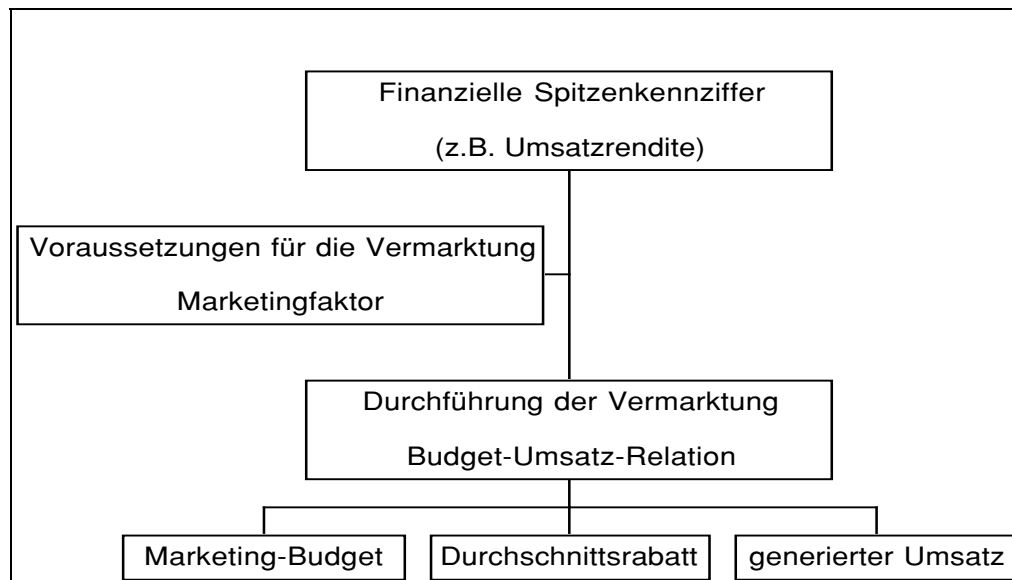 Finanzielle Spitzenkennziffer
(z.B. Umsatzrendite)
Voraussetzungen für die Vermarktung
Marketingfaktor
Durchführung der Vermarktung
Budget-Umsatz-Relation
Marketing-Budget
Durchschnittsrabatt
generierter Umsatz